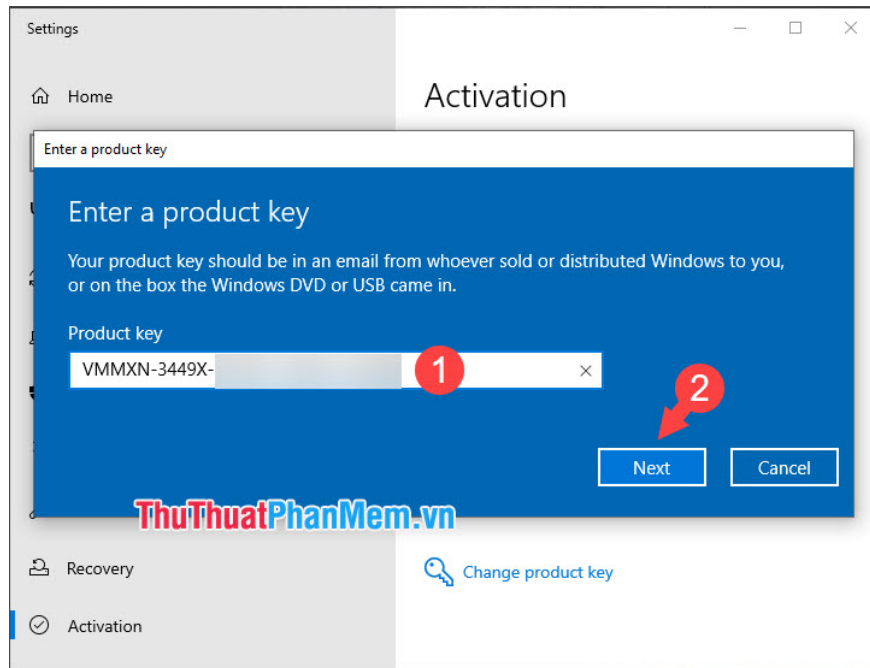 Settings
Home
Activation
Enter a product key
Enter a product key
Your product key should be in an email from whoever sold or distributed Windows to you,
or on the box the Windows DVD or USB came in.
Product key
VMMXN-3449X-
1
2
Next
Cancel
ThuThuatPhanMem.vn
Recovery
Change product key
Activation